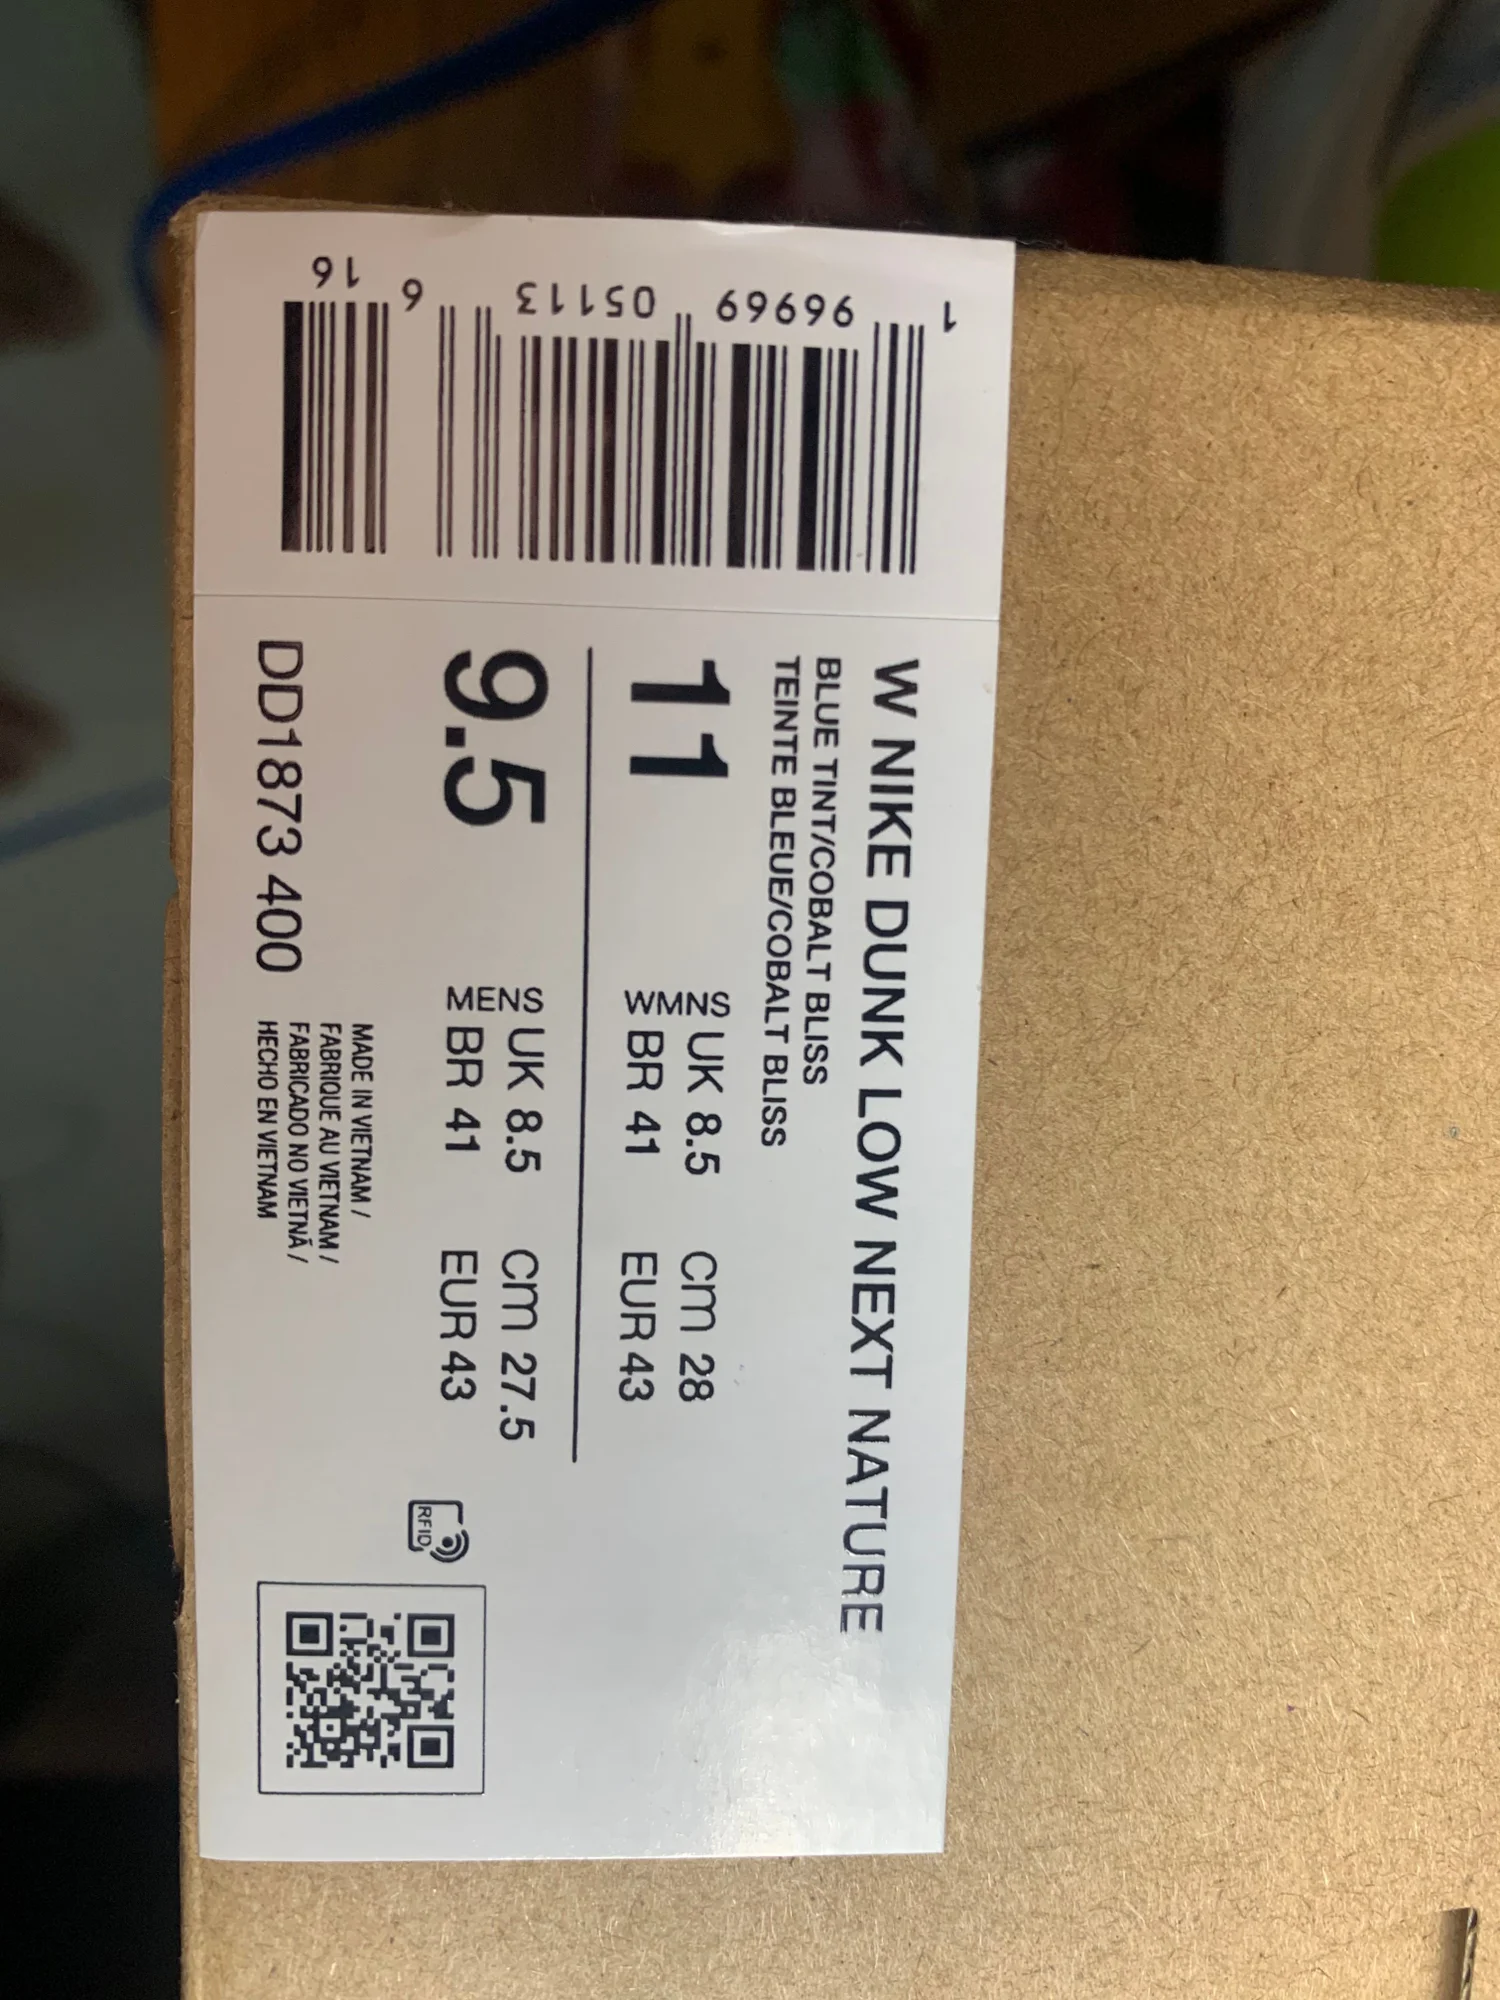 W NIKE DUNK LOW NEXT NATURE
BLUE TINT/COBALT BLISS
TEINTE BLEUE/COBALT BLISS
11
WMNS
UK 8.5 Cm 28
BR 41 EUR 43
9.5
MENS
UK 8.5 Cm 27.5
BR 41 EUR 43
DD1873 400
MADE IN VIETNAM /
FABRIQUE AU VIETNAM /
FABRICADO NO VIETNÃ /
HECHO EN VIETNAM
RFID
1 96969 05113 6 16